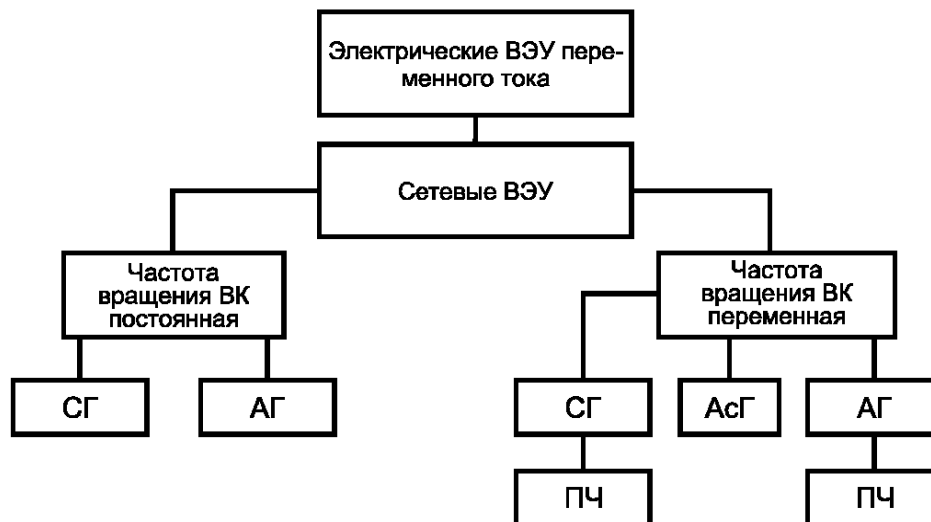 Электрические ВЭУ пере-
менного тока
Сетевые ВЭУ
Частота
вращения ВК
постоянная
Частота
вращения ВК
переменная
СГ
АГ
СГ
АсГ
АГ
ПЧ
ПЧ